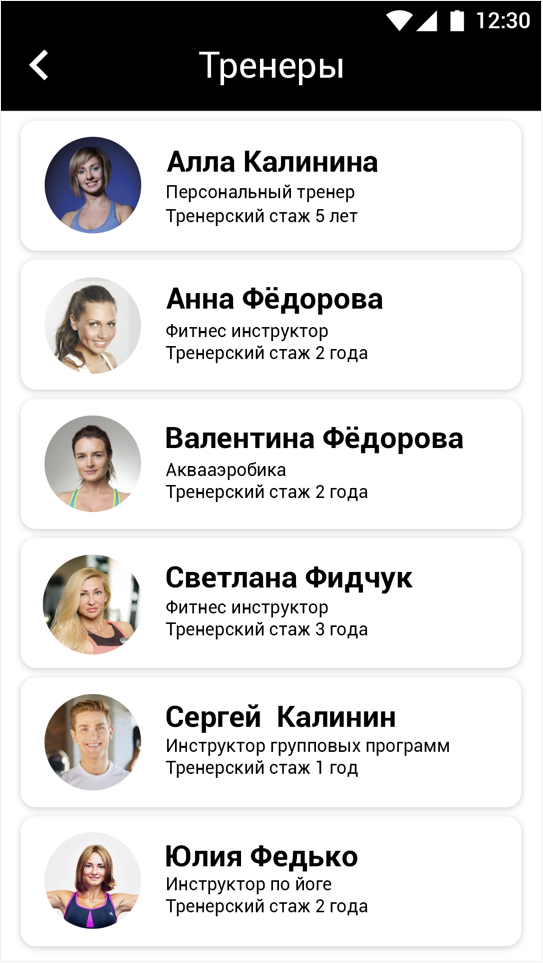 12:30
Тренеры
Алла Калинина
Персональный тренер
Тренерский стаж 5 лет
Анна Фёдорова
Фитнес инструктор
Тренерский стаж 2 года
Валентина Фёдорова
Аквааэробика
Тренерский стаж 2 года
Светлана Фидчук
Фитнес инструктор
Тренерский стаж 3 года
Сергей  Калинин
Инструктор групповых программ
Тренерский стаж 1 год
Юлия Федько
Инструктор по йоге
Тренерский стаж 2 года